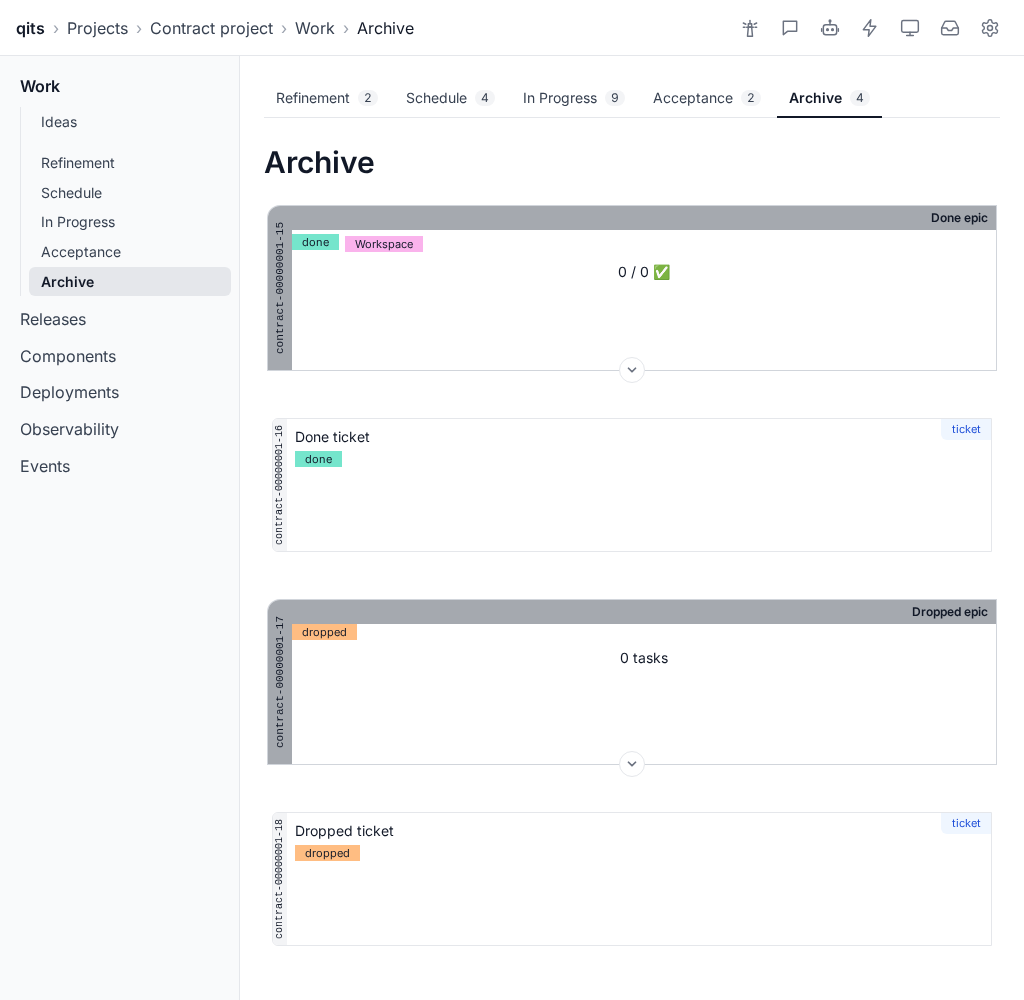 qits › Projects › Contract project › Work › Archive
Work
Ideas
Refinement
Schedule
In Progress
Acceptance
Archive
Releases
Components
Deployments
Observability
Events
Refinement 2 Schedule 4 In Progress 9 Acceptance 2 Archive 4
Archive
contract-00000001-15
Done epic
done Workspace
0 / 0 ✅
contract-00000001-16
Done ticket
ticket
done
contract-00000001-17
Dropped epic
dropped
0 tasks
contract-00000001-18
Dropped ticket
ticket
dropped